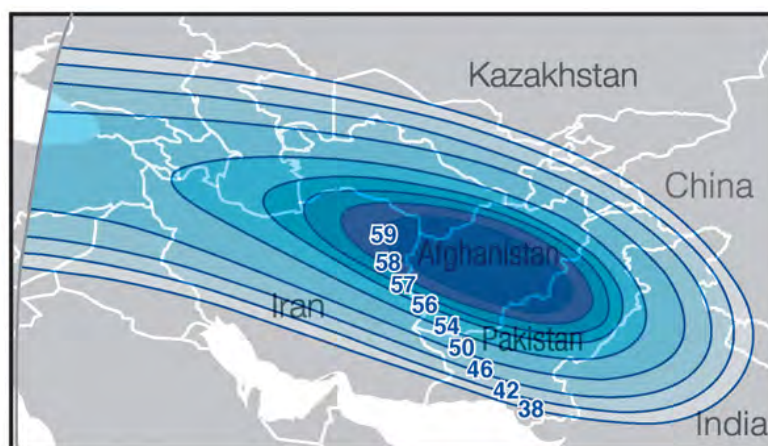 Kazakhstan
China
59
Afghanistan
58
57
Iran
56
54
Pakistan
50
46
42
38
India